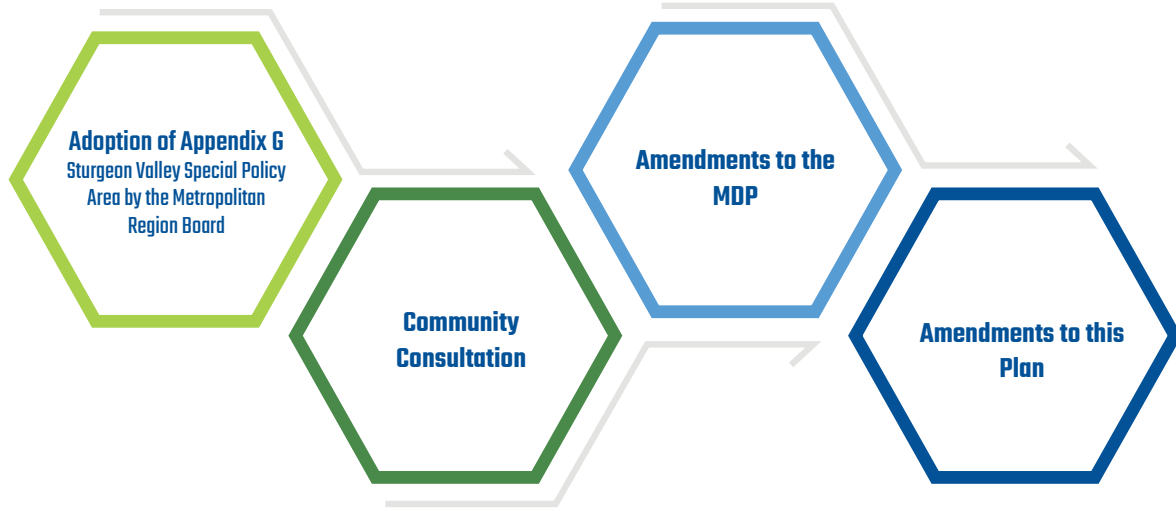 Adoption of Appendix G
Sturgeon Valley Special Policy
Area by the Metropolitan
Region Board
Community
Consultation
Amendments to the
MDP
Amendments to this
Plan